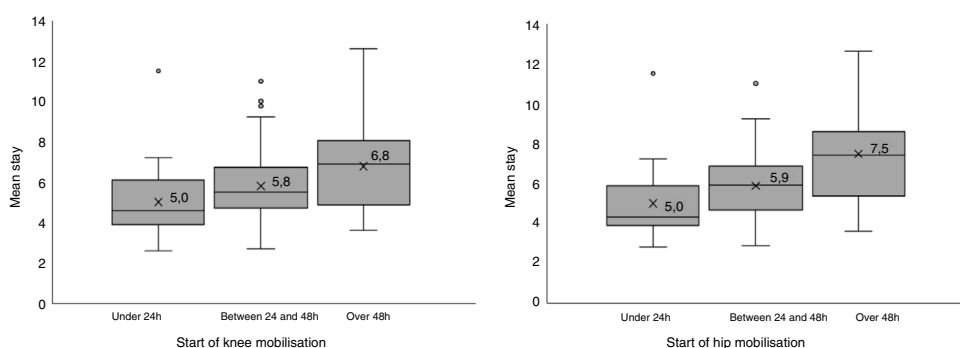 14
12
10
8
6
4
2
0
Mean stay
5,0
5,8
6,8
Under 24h
Between 24 and 48h
Over 48h
Start of knee mobilisation
14
12
10
8
6
4
2
0
Mean stay
5,0
5,9
7,5
Under 24h
Between 24 and 48h
Over 48h
Start of hip mobilisation